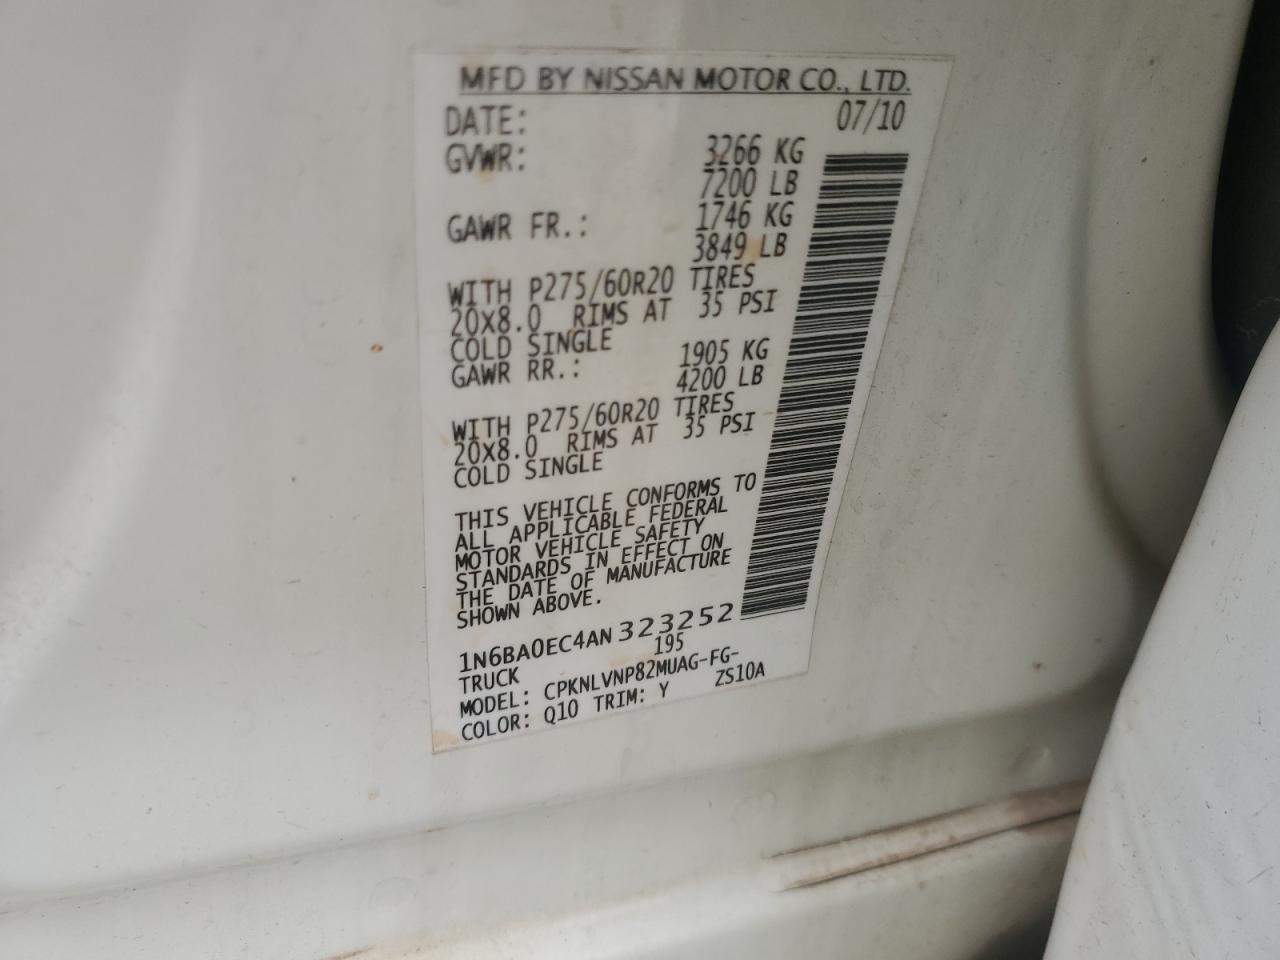 MFD BY NISSAN MOTOR CO., LTD.
DATE: 07/10
GVWR: 3266 KG
7200 LB
GAWR FR.: 1746 KG
3849 LB
WITH P275/60R20 TIRES
20X8.0 RIMS AT 35 PSI
COLD SINGLE
GAWR RR.: 1905 KG
4200 LB
WITH P275/60R20 TIRES
20X8.0 RIMS AT 35 PSI
COLD SINGLE
THIS VEHICLE CONFORMS TO
ALL APPLICABLE FEDERAL
MOTOR VEHICLE SAFETY
STANDARDS IN EFFECT ON
THE DATE OF MANUFACTURE
SHOWN ABOVE.
1N6BA0EC4AN323252
TRUCK 195
MODEL: CPKNLVNP82MUAG-FG-
COLOR: Q10 TRIM: Y ZS10A